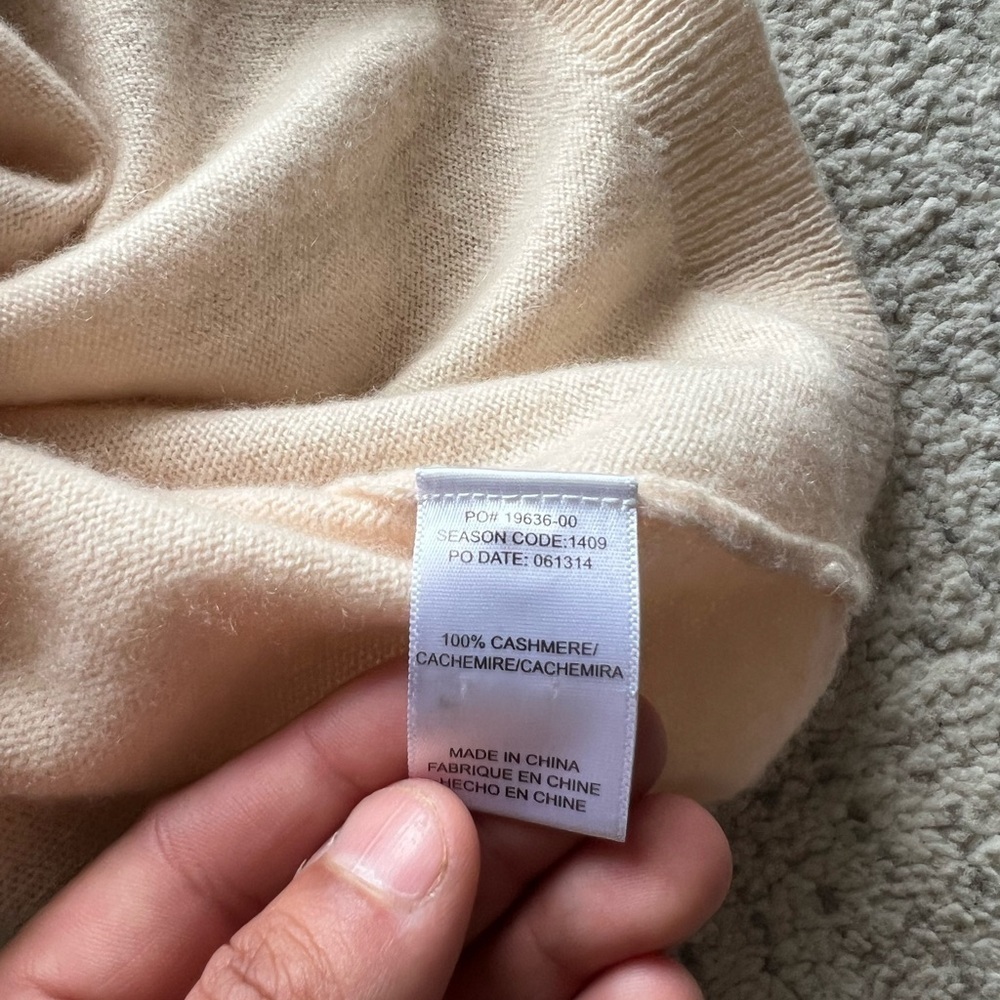 PO# 19636-00
SEASON CODE:1409
PO DATE: 061314
100% CASHMERE/
CACHEMIRE/CACHEMIRA
MADE IN CHINA
FABRIQUE EN CHINE
HECHO EN CHINE